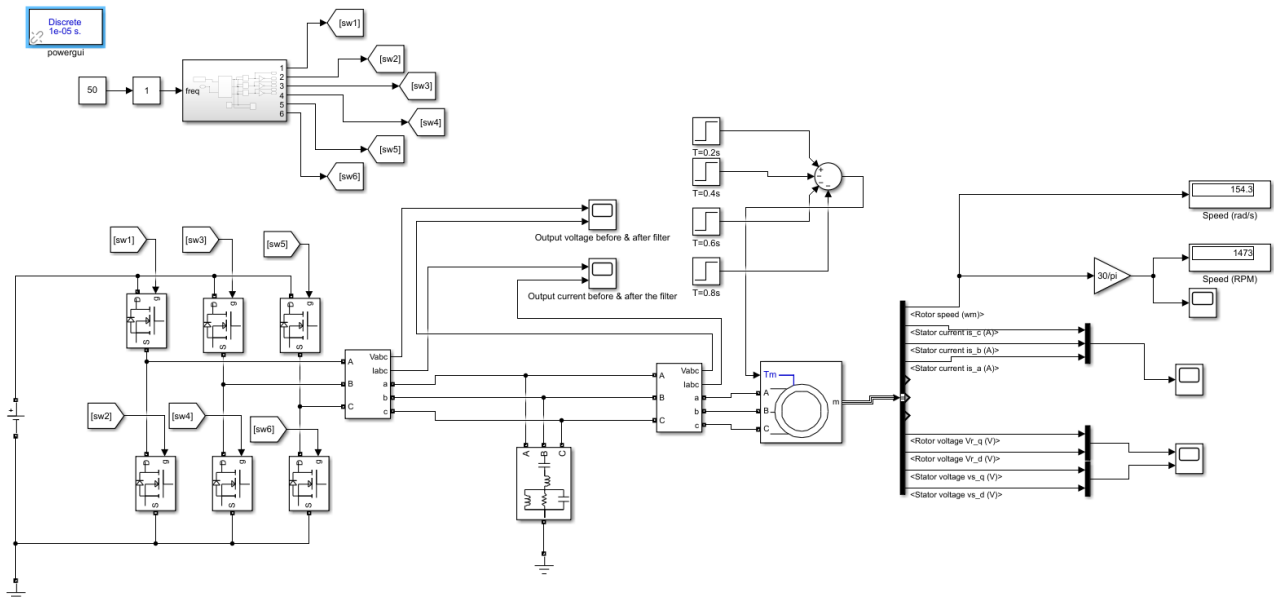 Discrete
1e-05 s.
powergui
50
1
freq
1
2
3
4
5
6
[sw1]
[sw2]
[sw3]
[sw4]
[sw5]
[sw6]
T=0.2s
T=0.4s
T=0.6s
T=0.8s
+
−
−
−
154.3
Speed (rad/s)
1473
Speed (RPM)
30/pi
Output voltage before & after filter
Output current before & after the filter
[sw1]
[sw3]
[sw5]
D
g
S
D
g
S
D
g
S
[sw2]
[sw4]
[sw6]
D
g
S
D
g
S
D
g
S
+
A
B
C
Vabc
Iabc
a
b
c
A
B
C
A
B
C
Vabc
Iabc
a
b
c
Tm
A
B
C
m
<Rotor speed (wm)>
<Stator current is_c (A)>
<Stator current is_b (A)>
<Stator current is_a (A)>
<Rotor voltage Vr_q (V)>
<Rotor voltage Vr_d (V)>
<Stator voltage vs_q (V)>
<Stator voltage vs_d (V)>